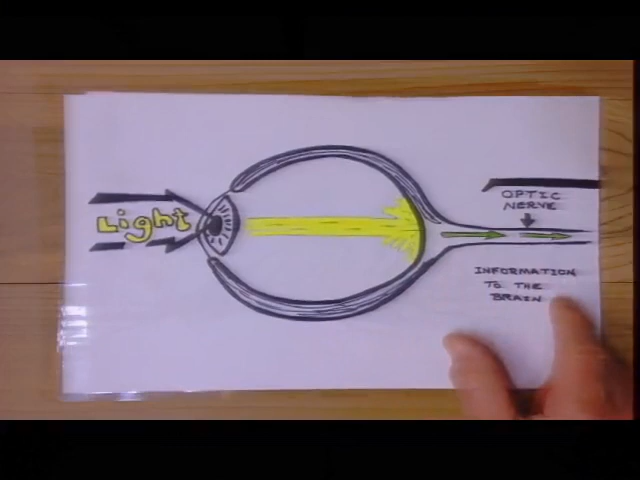 Light
OPTIC
NERVE
INFORMATION
TO THE
BRAIN